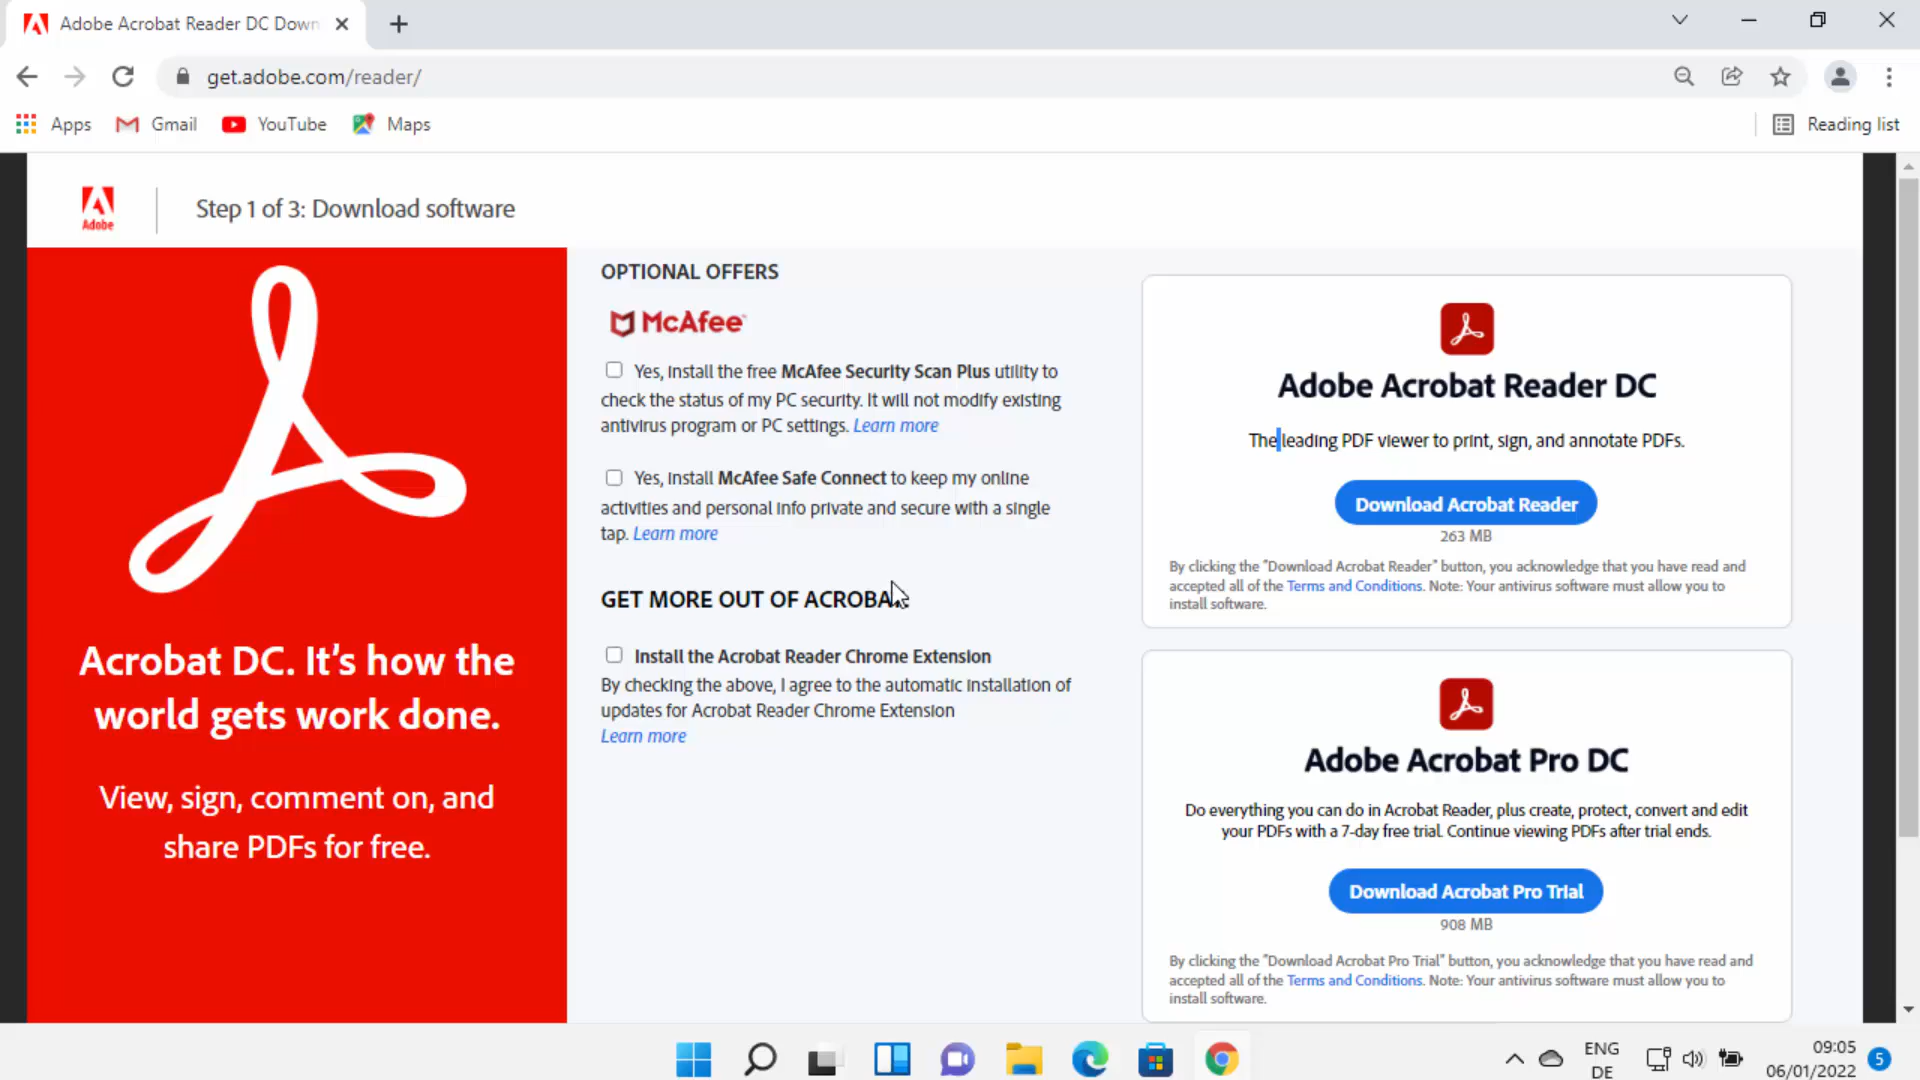 Adobe Acrobat Reader DC Down
get.adobe.com/reader/
Apps
Gmail
YouTube
Maps
Reading list
Adobe
Step 1 of 3: Download software
Acrobat DC. It's how the
world gets work done.
View, sign, comment on, and
share PDFs for free.
OPTIONAL OFFERS
McAfee
Yes, install the free McAfee Security Scan Plus utility to
check the status of my PC security. It will not modify existing
antivirus program or PC settings. Learn more
Yes, install McAfee Safe Connect to keep my online
activities and personal info private and secure with a single
tap. Learn more
GET MORE OUT OF ACROBAT
Install the Acrobat Reader Chrome Extension
By checking the above, I agree to the automatic installation of
updates for Acrobat Reader Chrome Extension
Learn more
Adobe Acrobat Reader DC
The leading PDF viewer to print, sign, and annotate PDFs.
Download Acrobat Reader
263 MB
By clicking the "Download Acrobat Reader" button, you acknowledge that you have read and
accepted all of the Terms and Conditions. Note: Your antivirus software must allow you to
install software.
Adobe Acrobat Pro DC
Do everything you can do in Acrobat Reader, plus create, protect, convert and edit
your PDFs with a 7-day free trial. Continue viewing PDFs after trial ends.
Download Acrobat Pro Trial
908 MB
By clicking the "Download Acrobat Pro Trial" button, you acknowledge that you have read and
accepted all of the Terms and Conditions. Note: Your antivirus software must allow you to
install software.
ENG
DE
09:05
06/01/2022
5